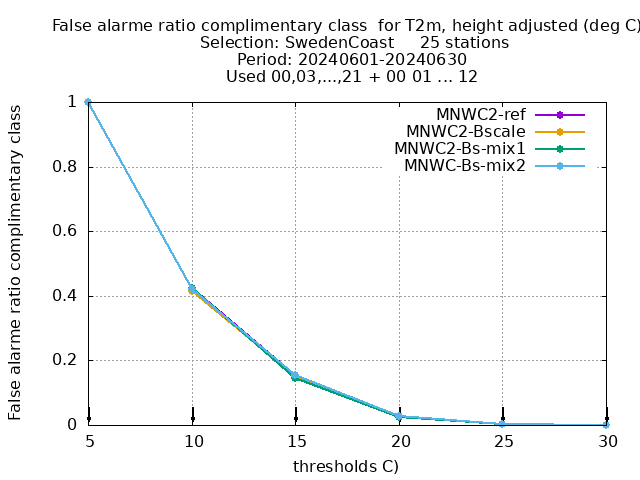 False alarme ratio complimentary class  for T2m, height adjusted (deg C)
Selection: SwedenCoast     25 stations
Period: 20240601-20240630
Used 00,03,...,21 + 00 01 ... 12
MNWC2-ref
MNWC2-Bscale
MNWC2-Bs-mix1
MNWC-Bs-mix2
False alarme ratio complimentary class
1
0.8
0.6
0.4
0.2
0
5 10 15 20 25 30
thresholds C)